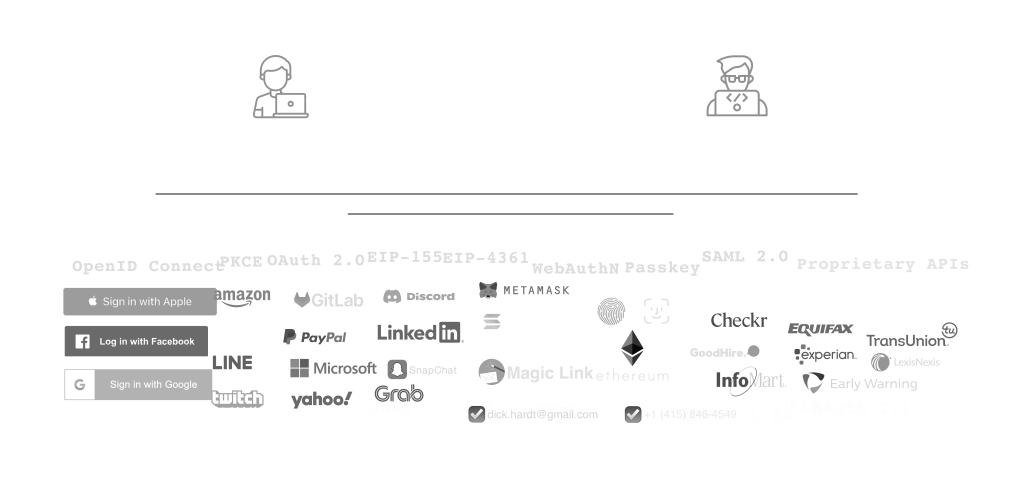 OpenID Connect PKCE OAuth 2.0 EIP-155 EIP-4361 WebAuthN Passkey SAML 2.0 Proprietary APIs
Sign in with Apple
Log in with Facebook
G Sign in with Google
amazon
LINE
twitch
GitLab
PayPal
Microsoft
yahoo!
Discord
LinkedIn
SnapChat
Grab
METAMASK
Magic Link
ethereum
dick.hardt@gmail.com
+1 (415) 846-4549
Checkr
GoodHire.
InfoMart.
EQUIFAX
experian.
Early Warning
tu
TransUnion
LexisNexis